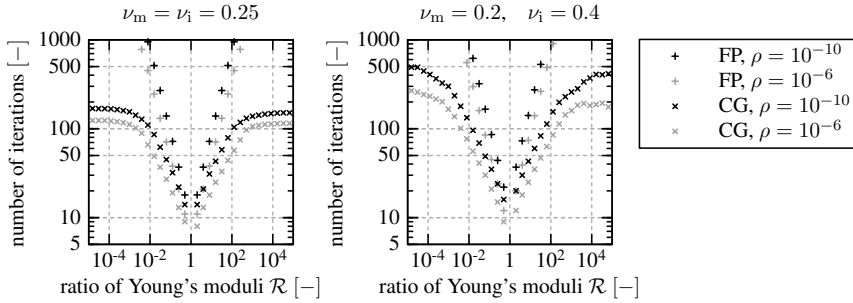 ν_m = ν_i = 0.25
number of iterations [−]
1000
500
100
50
10
5
10^{-4} 10^{-2} 1 10^2 10^4
ratio of Young's moduli ℛ [−]
ν_m = 0.2, ν_i = 0.4
number of iterations [−]
1000
500
100
50
10
5
10^{-4} 10^{-2} 1 10^2 10^4
ratio of Young's moduli ℛ [−]
+ FP, ρ = 10^{-10}
+ FP, ρ = 10^{-6}
× CG, ρ = 10^{-10}
× CG, ρ = 10^{-6}